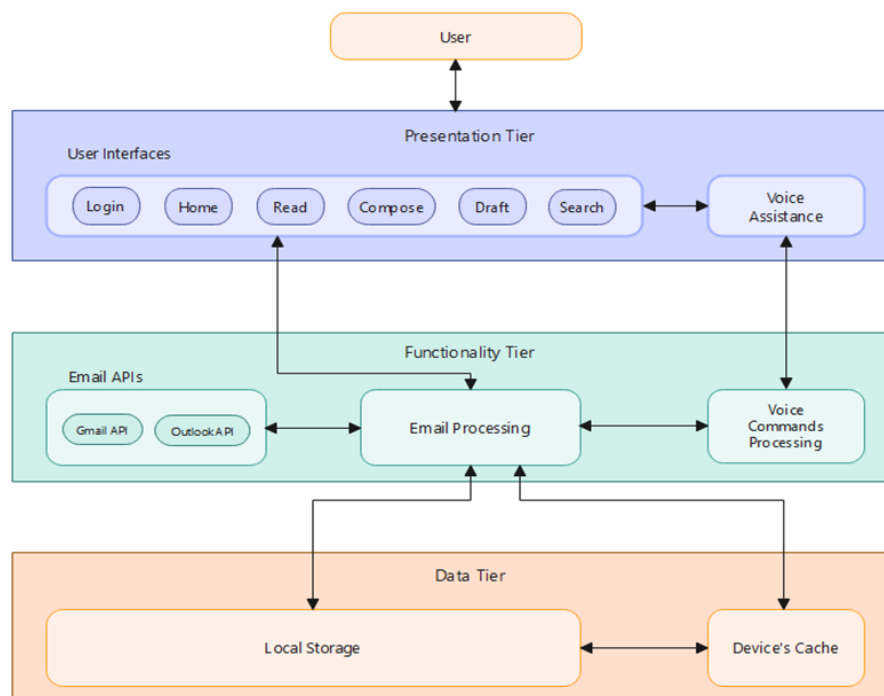 User
Presentation Tier
User Interfaces
Login
Home
Read
Compose
Draft
Search
Voice
Assistance
Functionality Tier
Email APIs
Gmail API
OutlookAPI
Email Processing
Voice
Commands
Processing
Data Tier
Local Storage
Device's Cache